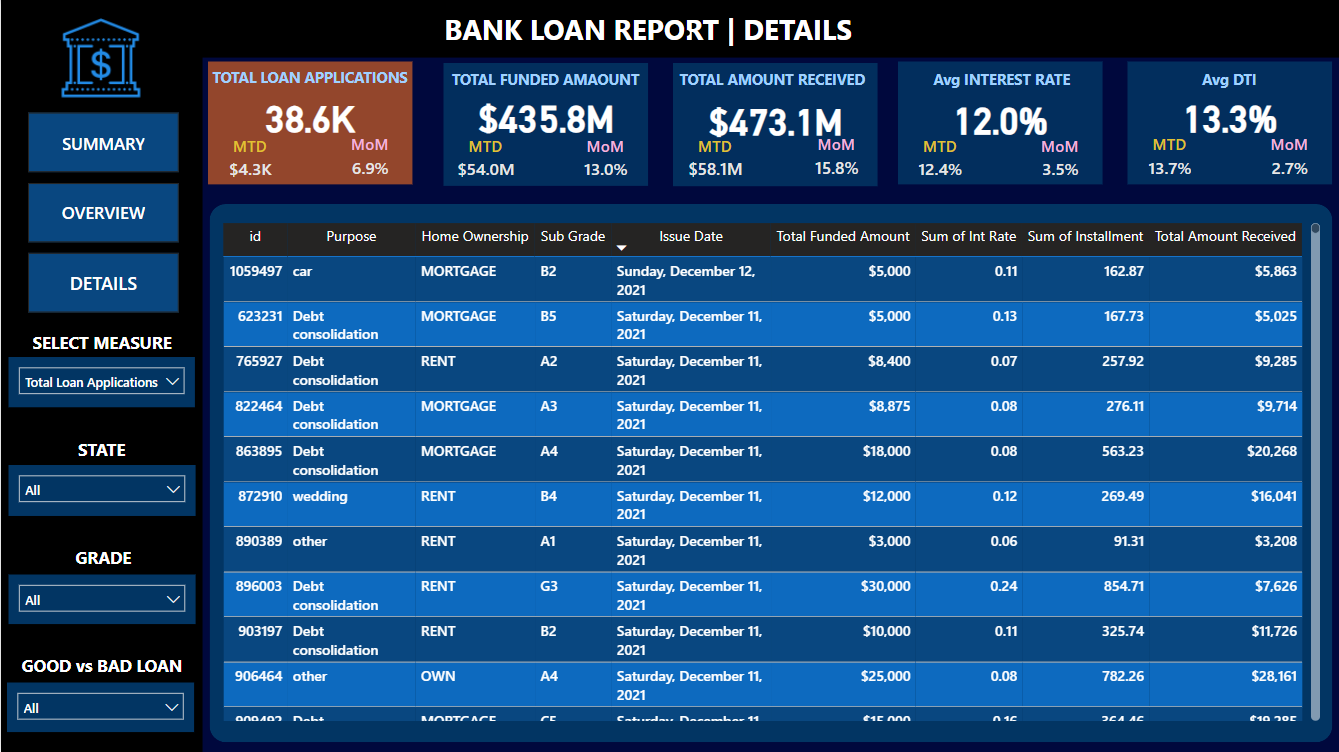 BANK LOAN REPORT | DETAILS
TOTAL LOAN APPLICATIONS
38.6K
MTD MoM
$4.3K 6.9%
TOTAL FUNDED AMAOUNT
$435.8M
MTD MoM
$54.0M 13.0%
TOTAL AMOUNT RECEIVED
$473.1M
MTD MoM
$58.1M 15.8%
Avg INTEREST RATE
12.0%
MTD MoM
12.4% 3.5%
Avg DTI
13.3%
MTD MoM
13.7% 2.7%
SUMMARY
OVERVIEW
DETAILS
SELECT MEASURE
Total Loan Applications
STATE
All
GRADE
All
GOOD vs BAD LOAN
All
id Purpose Home Ownership Sub Grade Issue Date Total Funded Amount Sum of Int Rate Sum of Installment Total Amount Received
1059497 car MORTGAGE B2 Sunday, December 12, $5,000 0.11 162.87 $5,863
2021
623231 Debt MORTGAGE B5 Saturday, December 11, $5,000 0.13 167.73 $5,025
consolidation 2021
765927 Debt RENT A2 Saturday, December 11, $8,400 0.07 257.92 $9,285
consolidation 2021
822464 Debt MORTGAGE A3 Saturday, December 11, $8,875 0.08 276.11 $9,714
consolidation 2021
863895 Debt MORTGAGE A4 Saturday, December 11, $18,000 0.08 563.23 $20,268
consolidation 2021
872910 wedding RENT B4 Saturday, December 11, $12,000 0.12 269.49 $16,041
2021
890389 other RENT A1 Saturday, December 11, $3,000 0.06 91.31 $3,208
2021
896003 Debt RENT G3 Saturday, December 11, $30,000 0.24 854.71 $7,626
consolidation 2021
903197 Debt RENT B2 Saturday, December 11, $10,000 0.11 325.74 $11,726
consolidation 2021
906464 other OWN A4 Saturday, December 11, $25,000 0.08 782.26 $28,161
2021
Debt MORTGAGE Saturday, December 11,